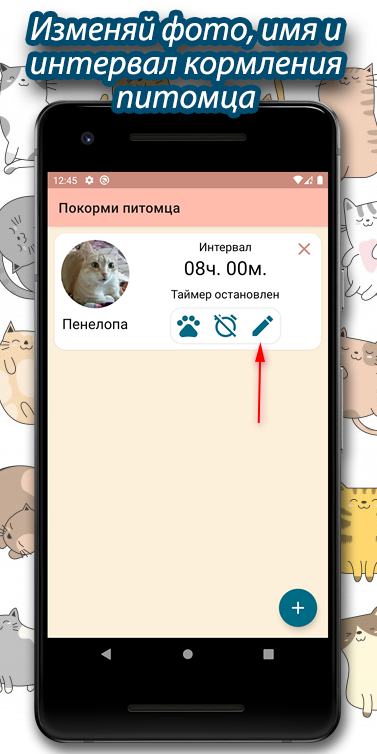 Изменяй фото, имя и
интервал кормления
питомца
12:45
Покорми питомца
Интервал
08ч. 00м.
Таймер остановлен
Пенелопа